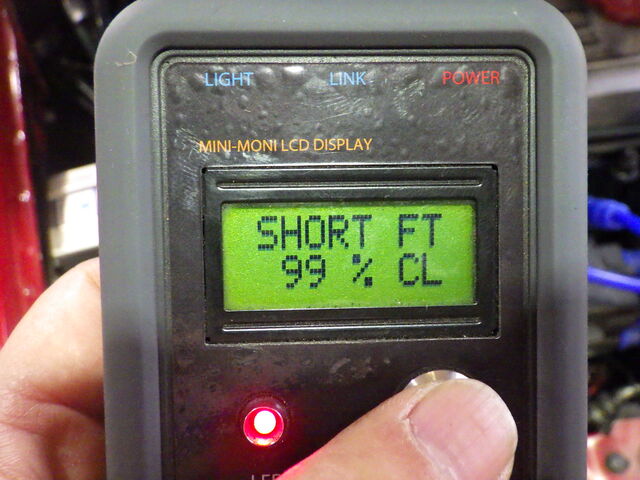 LIGHT LINK POWER
MINI-MONI LCD DISPLAY
SHORT FT
99 % CL